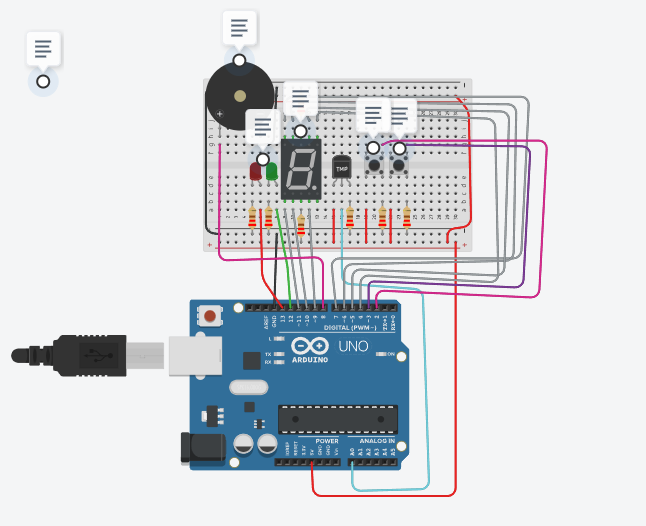 TMP
AREF
GND
13
12
~11
~10
~9
8
7
~6
~5
4
~3
2
TX→1
RX←0
DIGITAL (PWM~)
L
TX
RX
UNO
ARDUINO
ON
POWER
ANALOG IN
IOREF
RESET
3.3V
5V
GND
GND
Vin
A0
A1
A2
A3
A4
A5